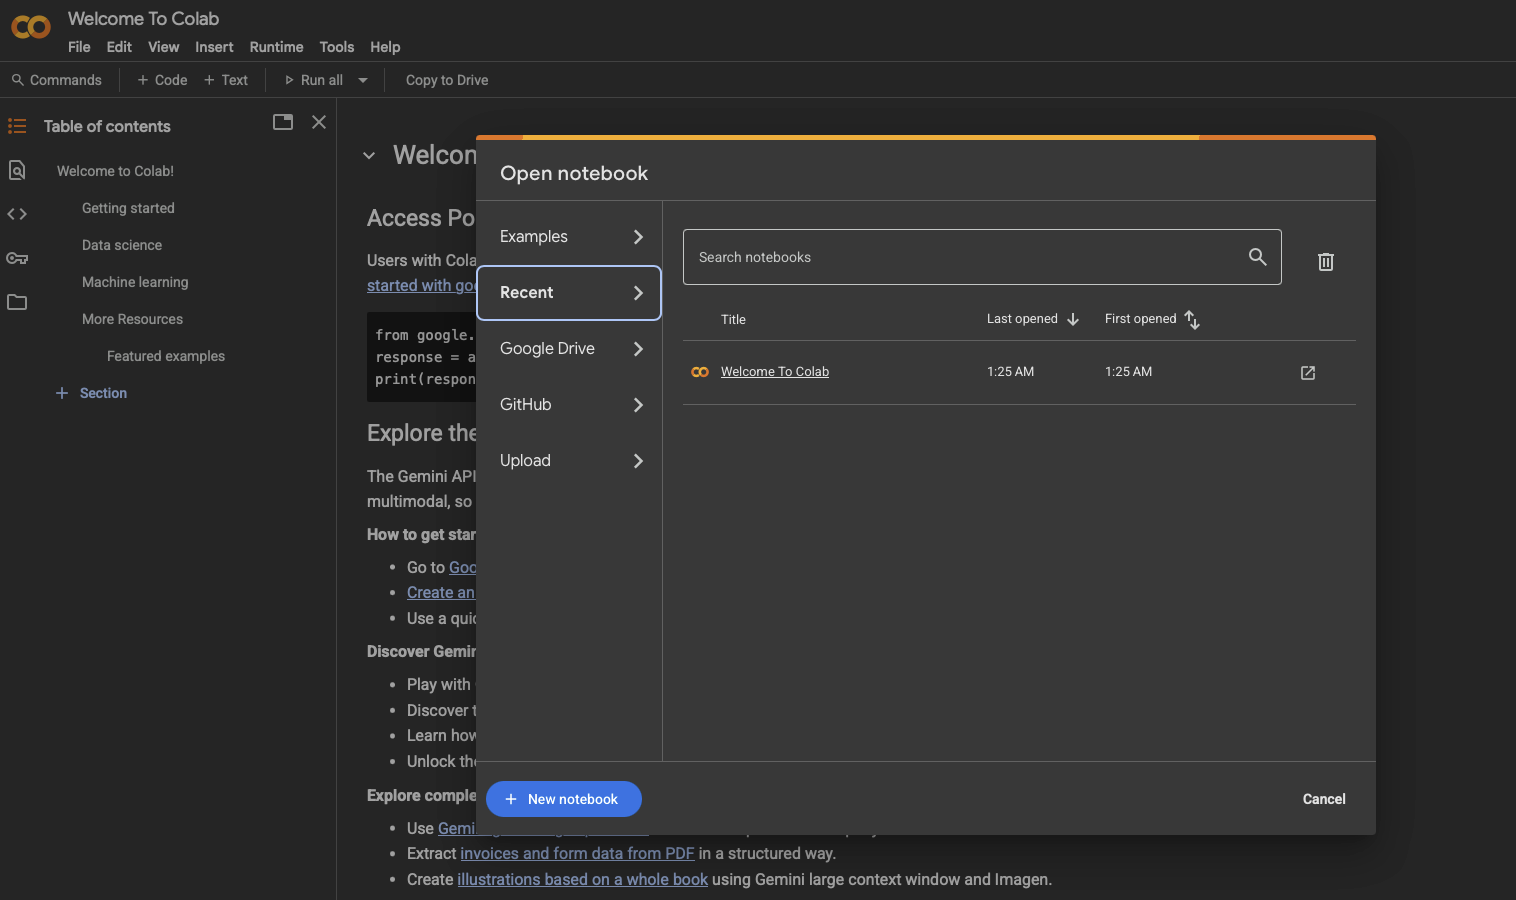 Welcome To Colab
File Edit View Insert Runtime Tools Help
Commands + Code + Text Run all Copy to Drive
Table of contents
Welcome to Colab!
Getting started
Data science
Machine learning
More Resources
Featured examples
+ Section
Welcom
Access Po
Users with Cola
started with goo
from google.
response = a
print(respon
Explore the
The Gemini API
multimodal, so
How to get star
• Go to Goo
• Create an
• Use a quic
Discover Gemin
• Play with
• Discover t
• Learn how
• Unlock the
Explore comple
• Use Gemi
• Extract invoices and form data from PDF in a structured way.
• Create illustrations based on a whole book using Gemini large context window and Imagen.
Open notebook
Examples
Recent
Google Drive
GitHub
Upload
Search notebooks
Title Last opened First opened
Welcome To Colab 1:25 AM 1:25 AM
+ New notebook
Cancel